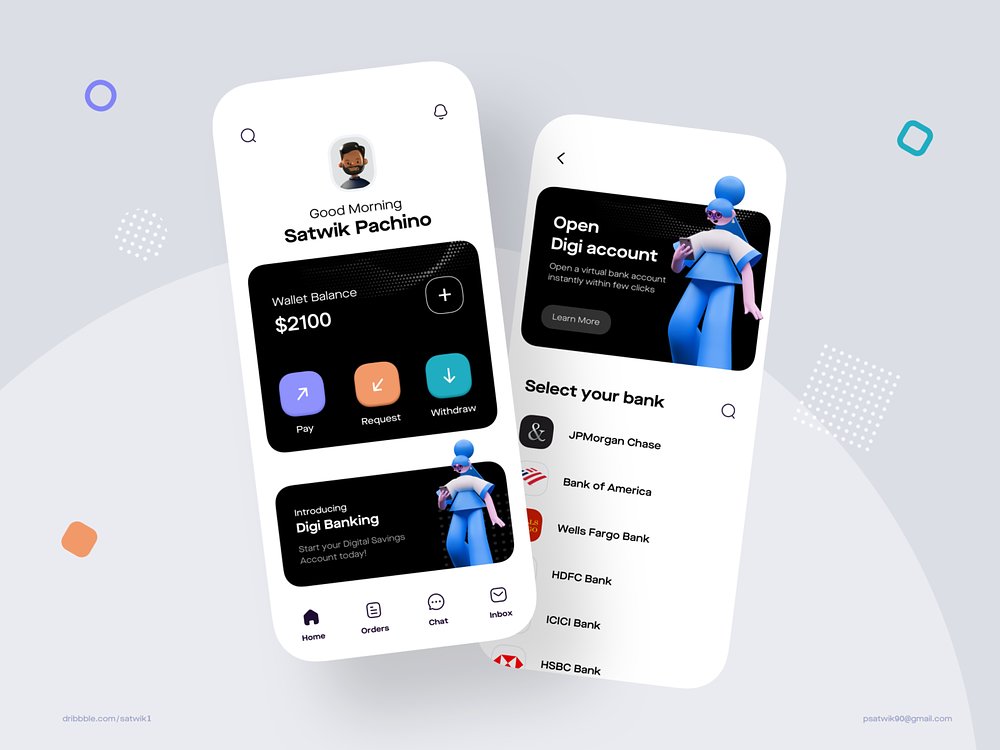 Good Morning
Satwik Pachino
Wallet Balance
$2100
Pay
Request
Withdraw
Introducing
Digi Banking
Start your Digital Savings
Account today!
Home
Orders
Chat
Inbox
Open
Digi account
Open a virtual bank account
instantly within few clicks
Learn More
Select your bank
&
JPMorgan Chase
Bank of America
Wells Fargo Bank
HDFC Bank
ICICI Bank
HSBC Bank
dribbble.com/satwik1
psatwik90@gmail.com